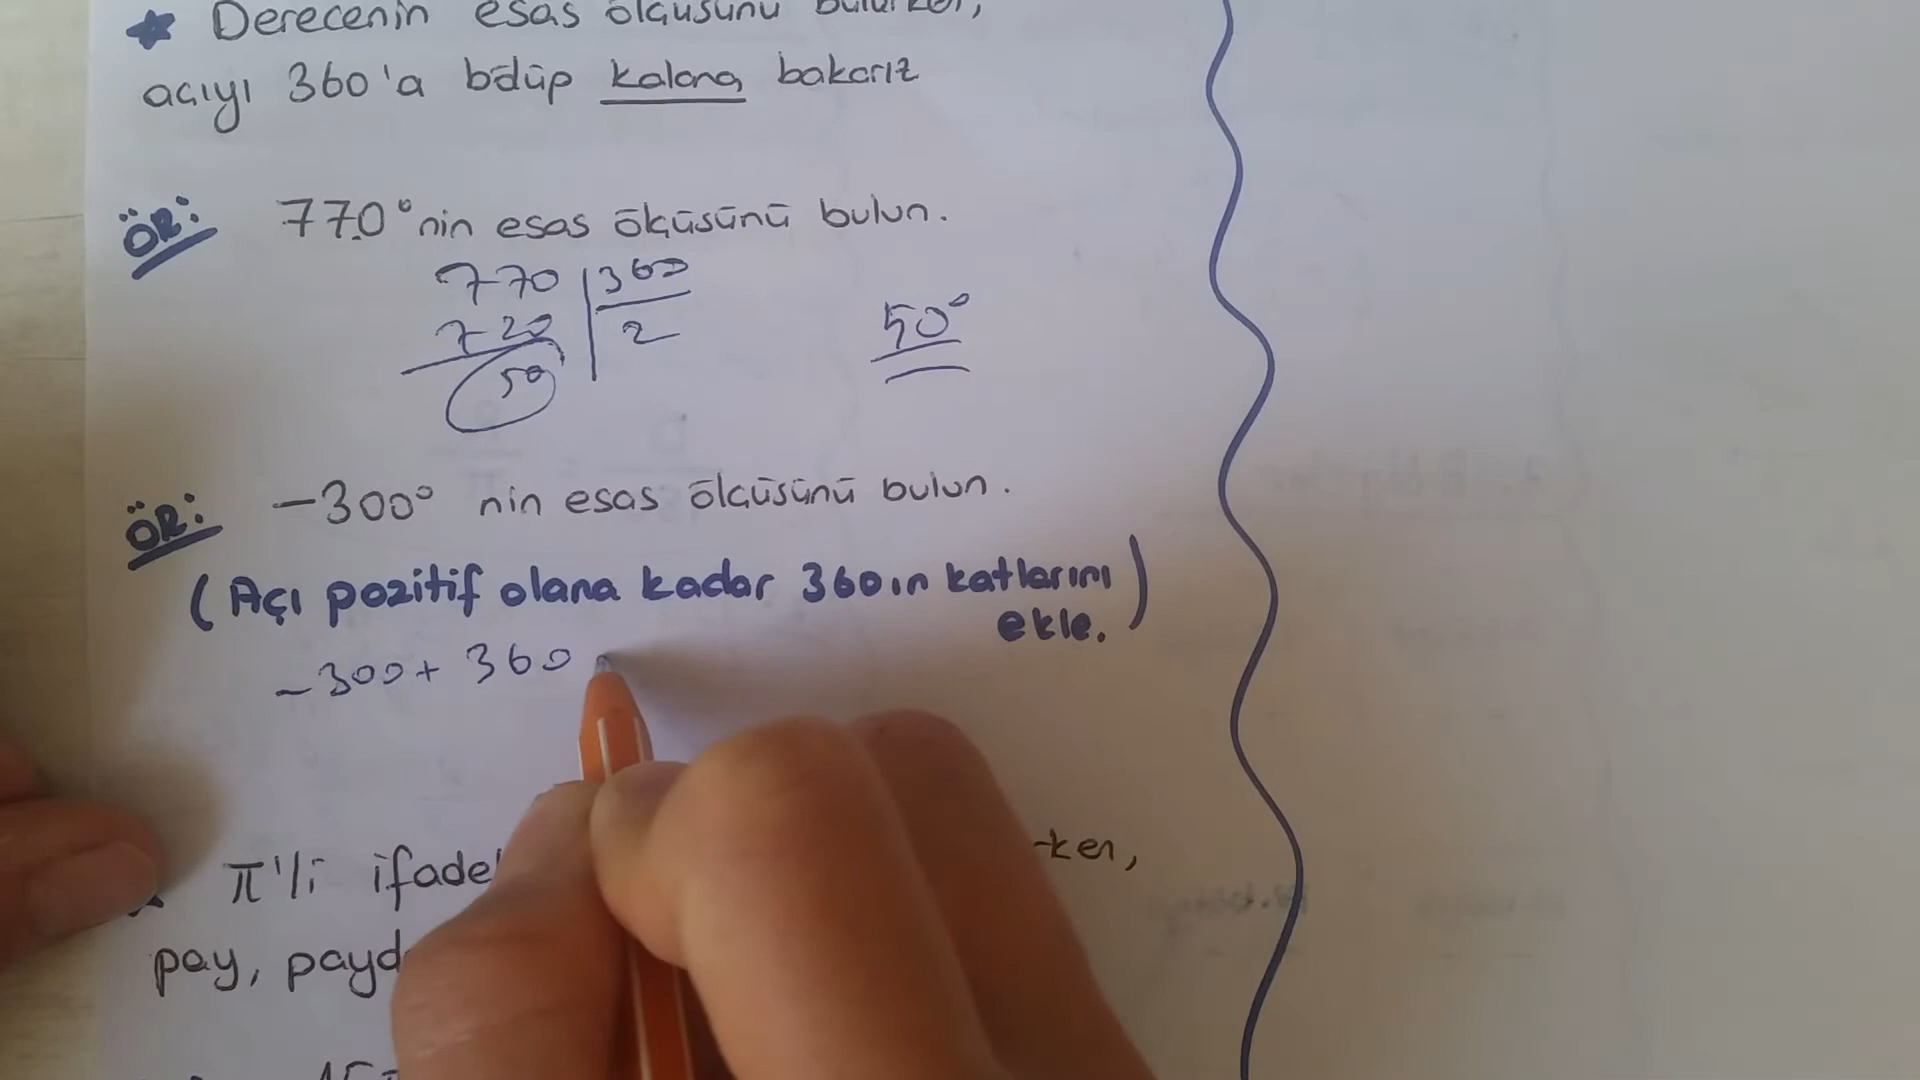 ★ Derecenin esas ölçüsünü bulurken,
açıyı 360'a bölüp kalana bakarız
ÖR: 770° nin esas ölçüsünü bulun.
770 360
720 2
50
50°
ÖR: -300° nin esas ölçüsünü bulun.
(Açı pozitif olana kadar 360ın katlarını
ekle.)
-300+ 360
π'li ifade
-ken,
pay, payd